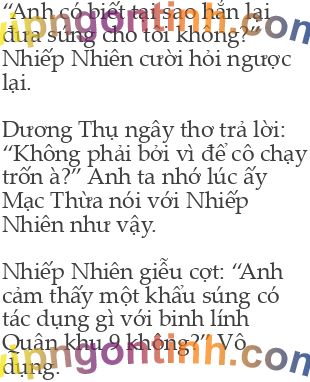 “Anh có biết tại sao hắn lại
đưa súng cho tôi không?”
Nhiếp Nhiên cười hỏi ngược
lại.
Dương Thụ ngây thơ trả lời:
“Không phải bởi vì để cô chạy
trốn à?” Anh ta nhớ lúc ấy
Mạc Thừa nói với Nhiếp
Nhiên như vậy.
Nhiếp Nhiên giễu cợt: “Anh
cảm thấy một khẩu súng có
tác dụng gì với binh lính
Quân khu 9 không?” Vô
dụng.
vipngontinh.com
vipngontinh.com